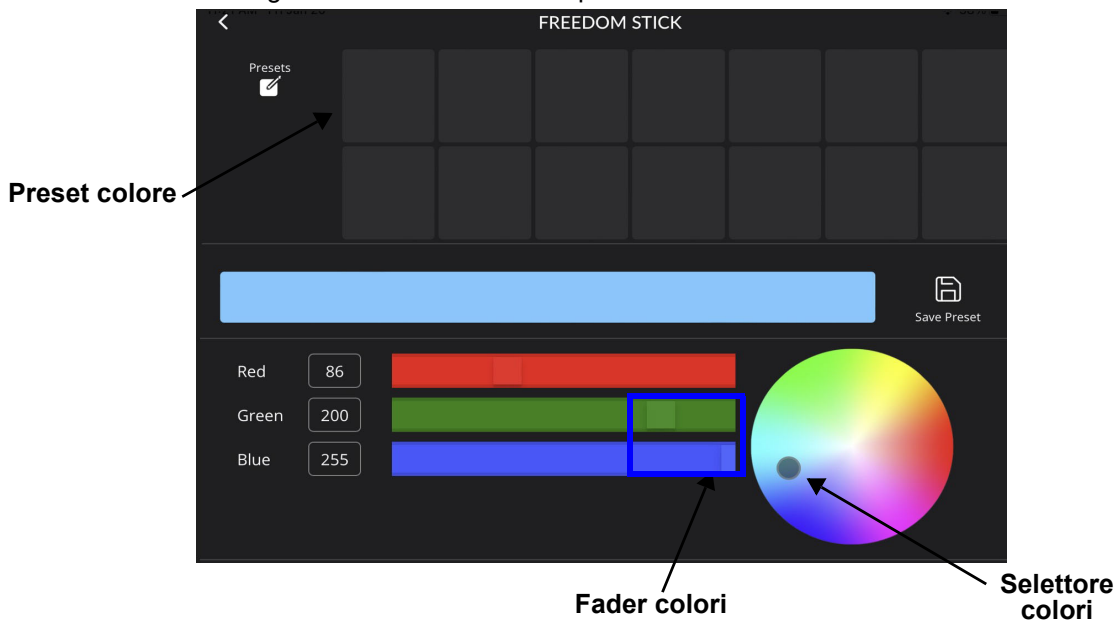 FREEDOM STICK
Presets
Preset colore
Save Preset
Red 86
Green 200
Blue 255
Fader colori
Selettore
colori